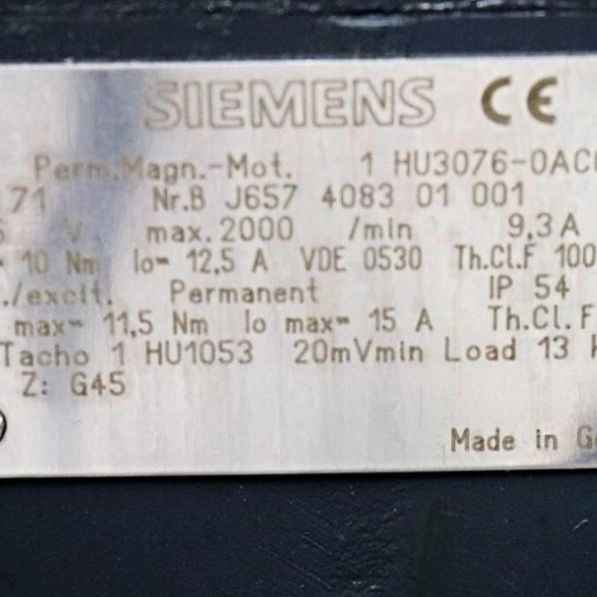 SIEMENS CE
Perm.Magn.-Mot. 1 HU3076-0AC
71 Nr.B J657 4083 01 001
V max.2000 /min 9,3 A
10 Nm Io= 12,5 A VDE 0530 Th.Cl.F 100
./excit. Permanent IP 54
max= 11,5 Nm Io max= 15 A Th.Cl.F
Tacho 1 HU1053 20mVmin Load 13
Z: G45
Made in G